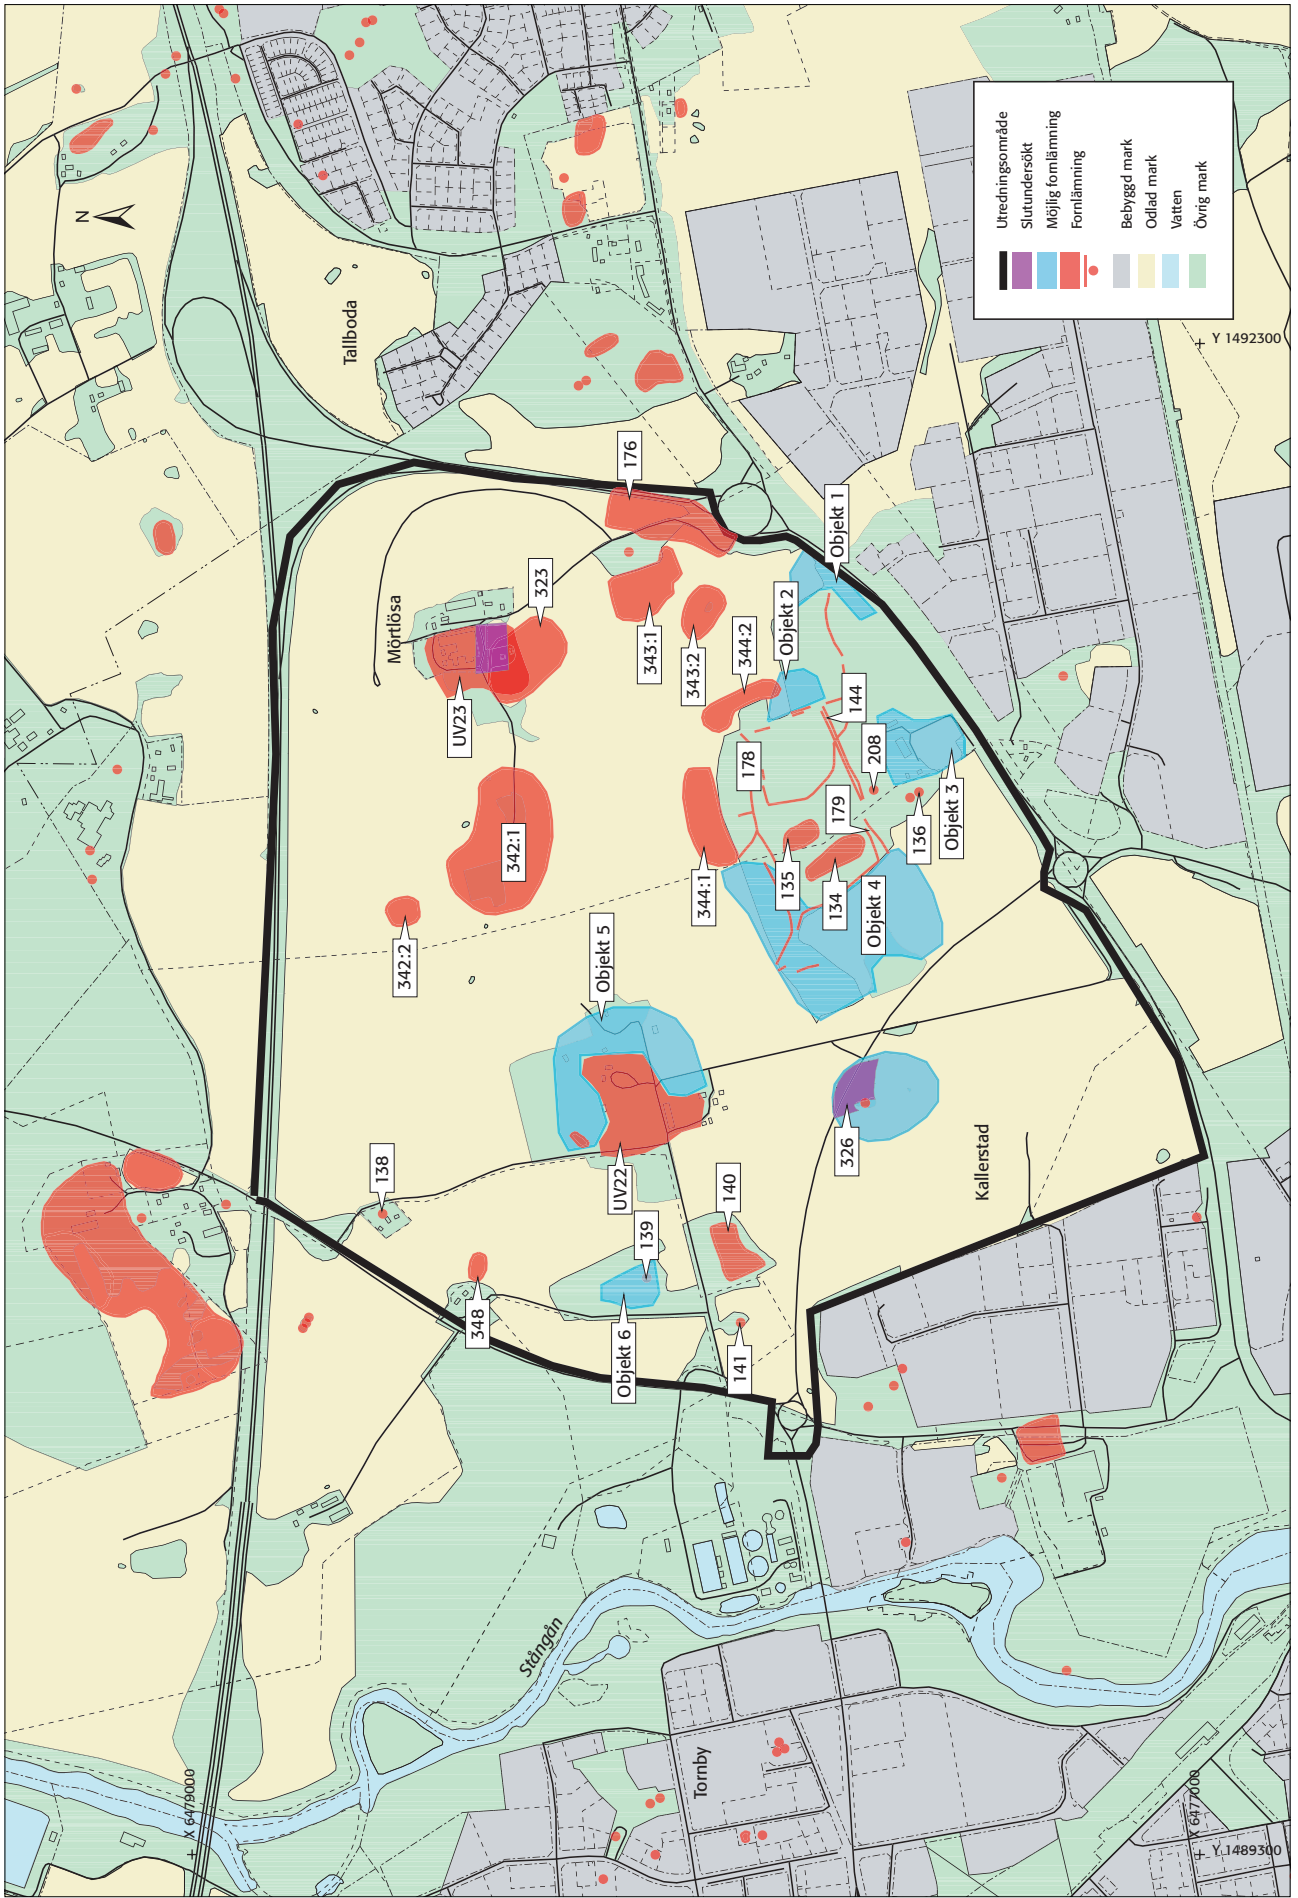 Utredningsområde
Slutundersökt
Möjlig fornlämning
Fornlämning
Bebyggd mark
Odlad mark
Vatten
Övrig mark
N
Tallboda
Y 1492300
176
Objekt 1
323
Mörtlösa
343:1
343:2
344:2
Objekt 2
UV23
144
178
208
342:1
179
136
Objekt 3
344:1
135
134
Objekt 4
342:2
Objekt 5
326
Kallerstad
138
UV22
140
139
348
Objekt 6
141
Stångån
Tornby
X 6479000
X 6477000
Y 1489300